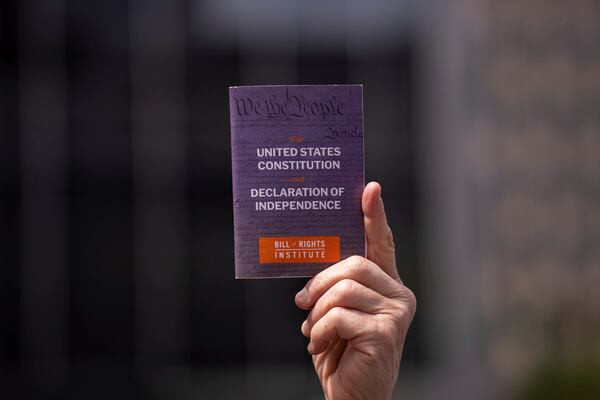 We the People
The
UNITED STATES
CONSTITUTION
and
DECLARATION OF
INDEPENDENCE
BILL of RIGHTS
INSTITUTE